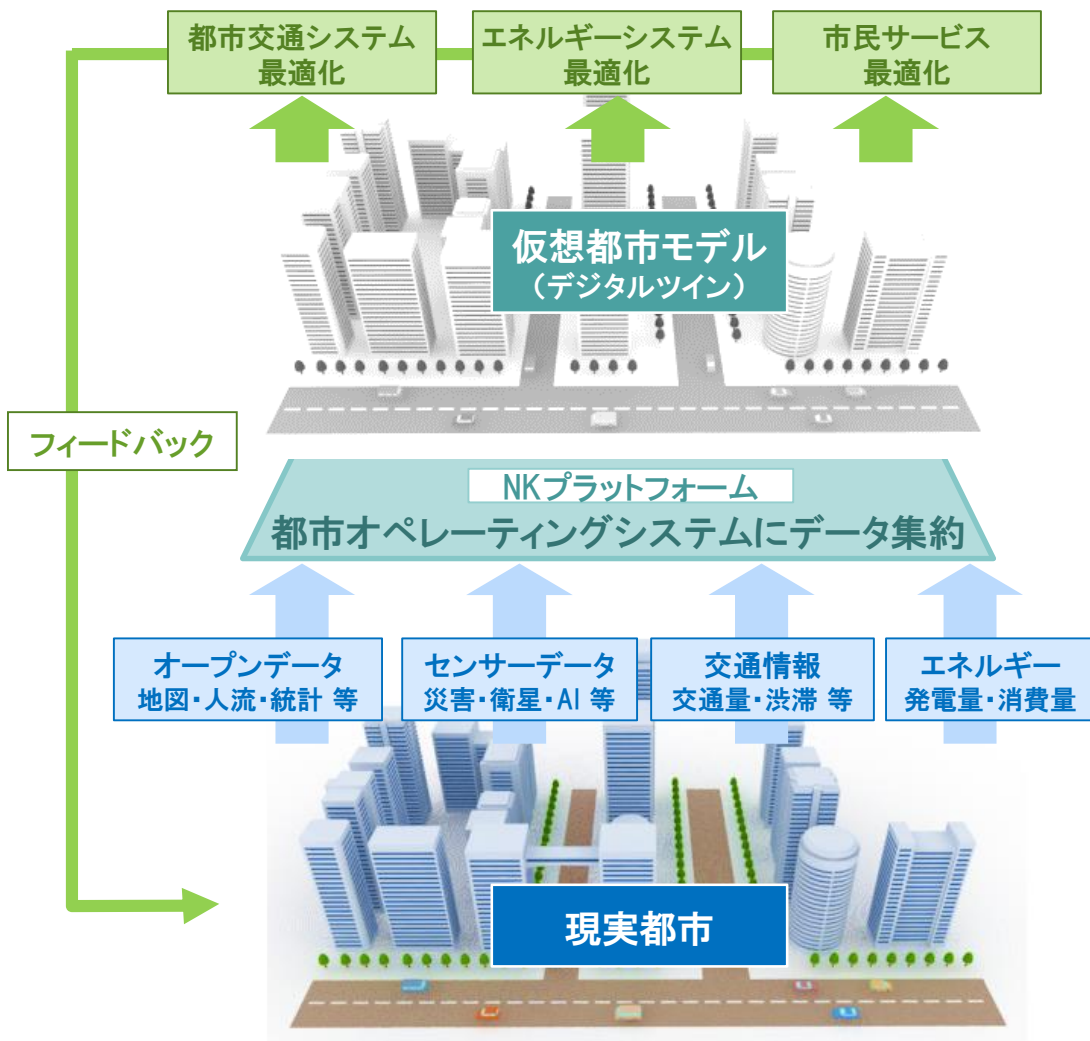 都市交通システム
最適化
エネルギーシステム
最適化
市民サービス
最適化
仮想都市モデル
（デジタルツイン）
フィードバック
NKプラットフォーム
都市オペレーティングシステムにデータ集約
オープンデータ
地図・人流・統計 等
センサーデータ
災害・衛星・AI 等
交通情報
交通量・渋滞 等
エネルギー
発電量・消費量
現実都市